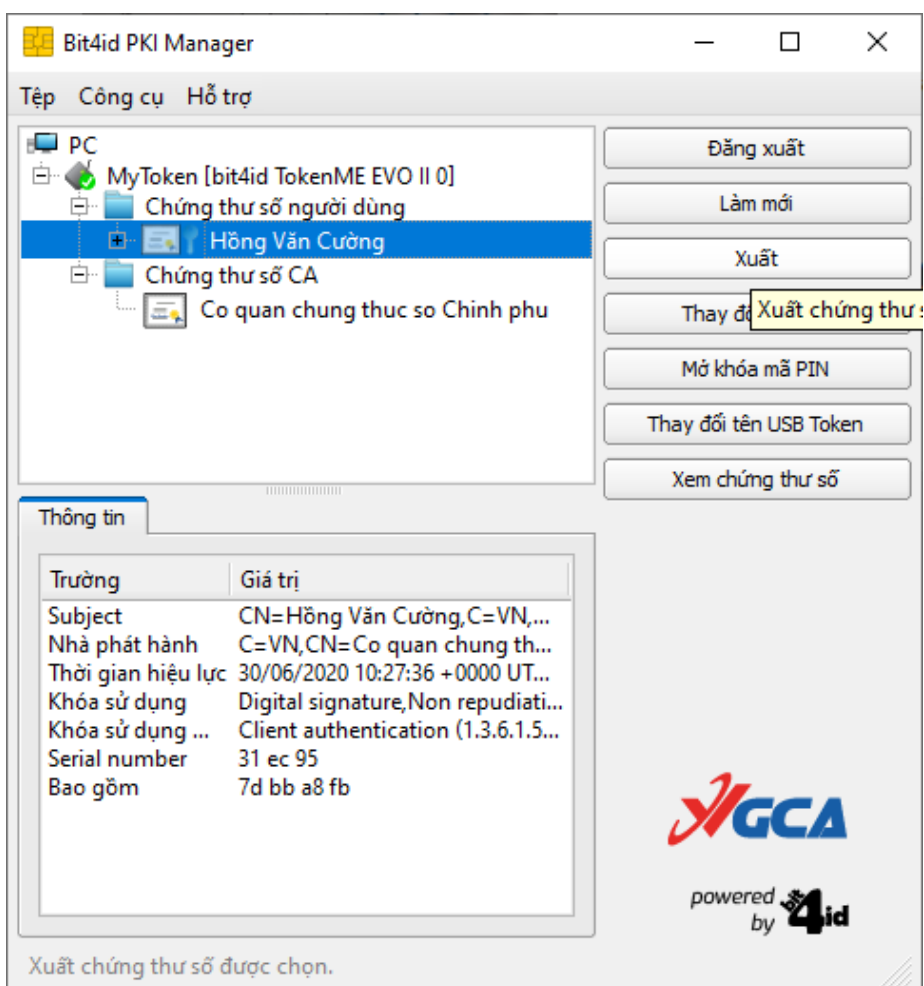 Bit4id PKI Manager
Tệp Công cụ Hỗ trợ
PC
MyToken [bit4id TokenME EVO II 0]
Chứng thư số người dùng
Hồng Văn Cường
Chứng thư số CA
Co quan chung thuc so Chinh phu
Đăng xuất
Làm mới
Xuất
Thay đ
Xuất chứng thư
Mở khóa mã PIN
Thay đổi tên USB Token
Xem chứng thư số
Thông tin
Trường Giá trị
Subject CN=Hồng Văn Cường,C=VN,...
Nhà phát hành C=VN,CN=Co quan chung th...
Thời gian hiệu lực 30/06/2020 10:27:36 +0000 UT...
Khóa sử dụng Digital signature,Non repudiati...
Khóa sử dụng ... Client authentication (1.3.6.1.5...
Serial number 31 ec 95
Bao gồm 7d bb a8 fb
GCA
powered
by bit4id
Xuất chứng thư số được chọn.